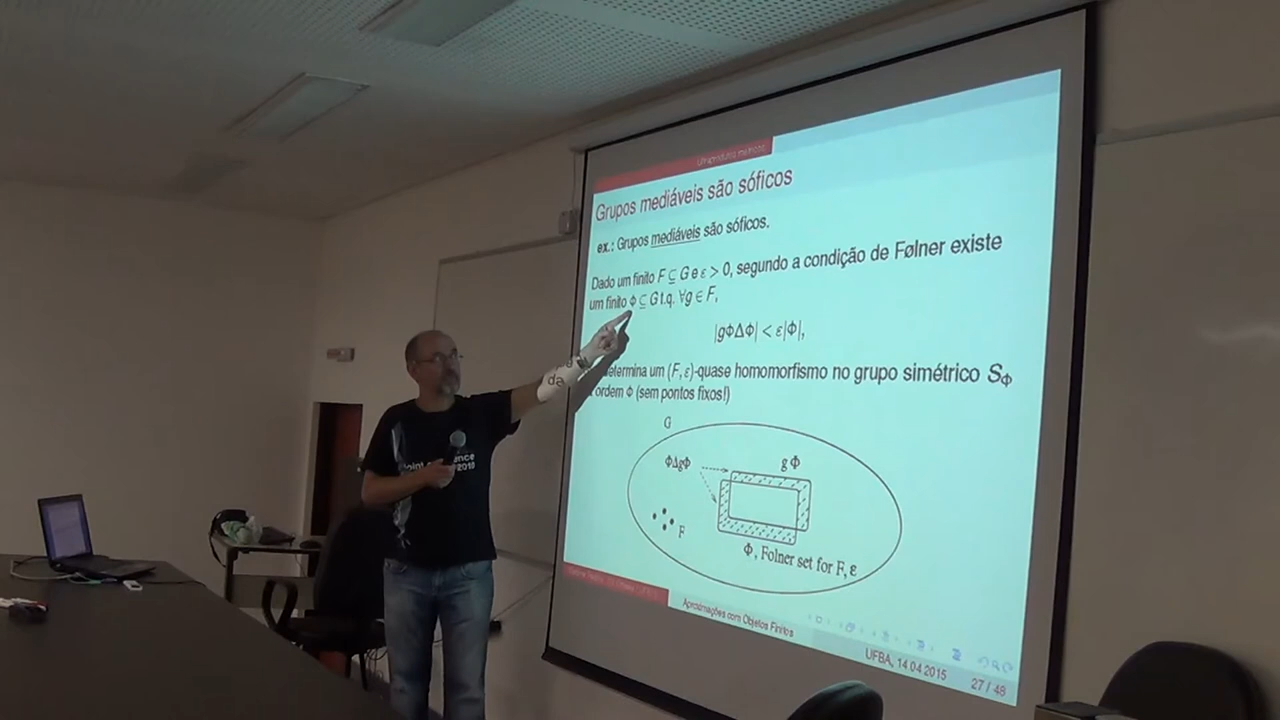 Ultraprodutos métricos
Grupos mediáveis são sóficos
ex.: Grupos mediáveis são sóficos.
Dado um finito F ⊆ G e ε > 0, segundo a condição de Følner existe
um finito Φ ⊆ G t.q. ∀g ∈ F,
|gΦΔΦ| < ε|Φ|,
determina um (F, ε)-quase homomorfismo no grupo simétrico S_Φ
ordem Φ (sem pontos fixos!)
G
ΦΔgΦ
g Φ
F
Φ, Folner set for F, ε
Aproximações com Objetos Finitos
UFBA, 14 04 2015
27 / 48